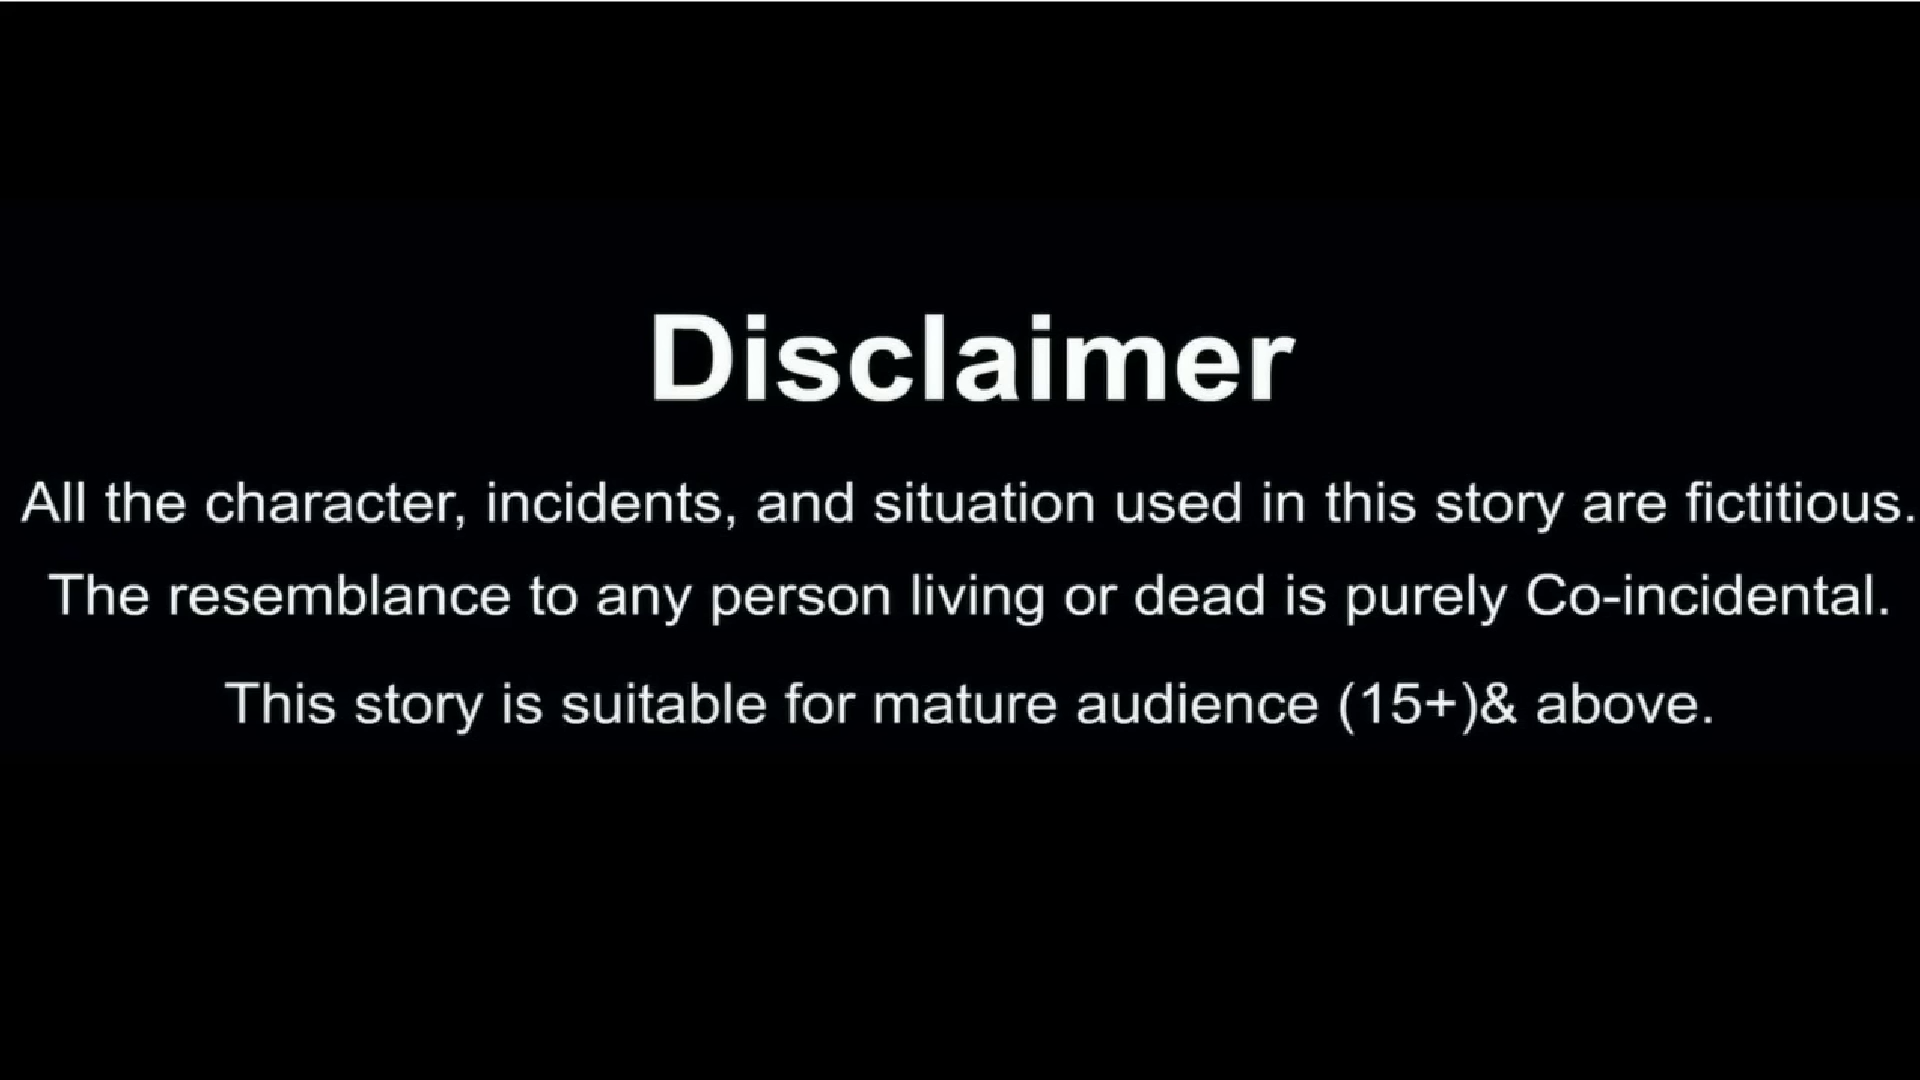 Disclaimer
All the character, incidents, and situation used in this story are fictitious.
The resemblance to any person living or dead is purely Co-incidental.
This story is suitable for mature audience (15+)& above.